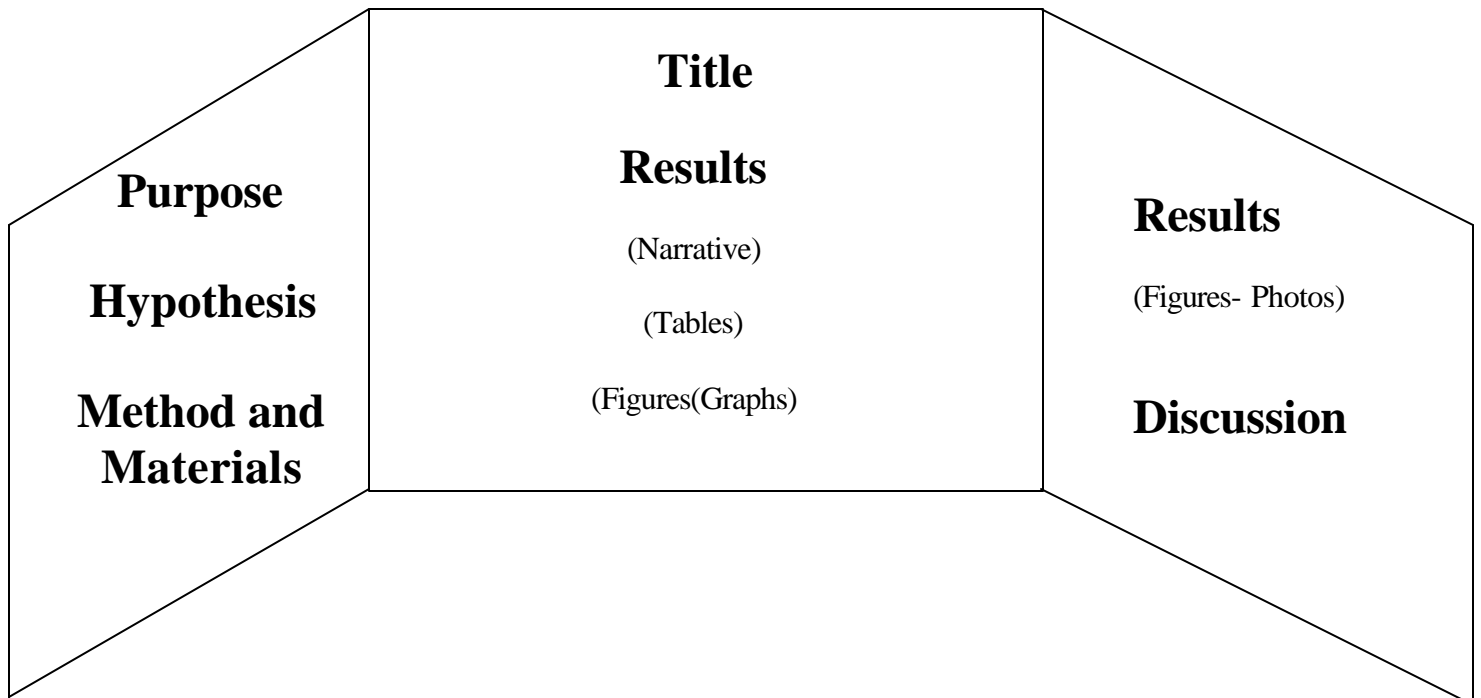 Purpose
Hypothesis
Method and
Materials
Title
Results
(Narrative)
(Tables)
(Figures(Graphs)
Results
(Figures- Photos)
Discussion